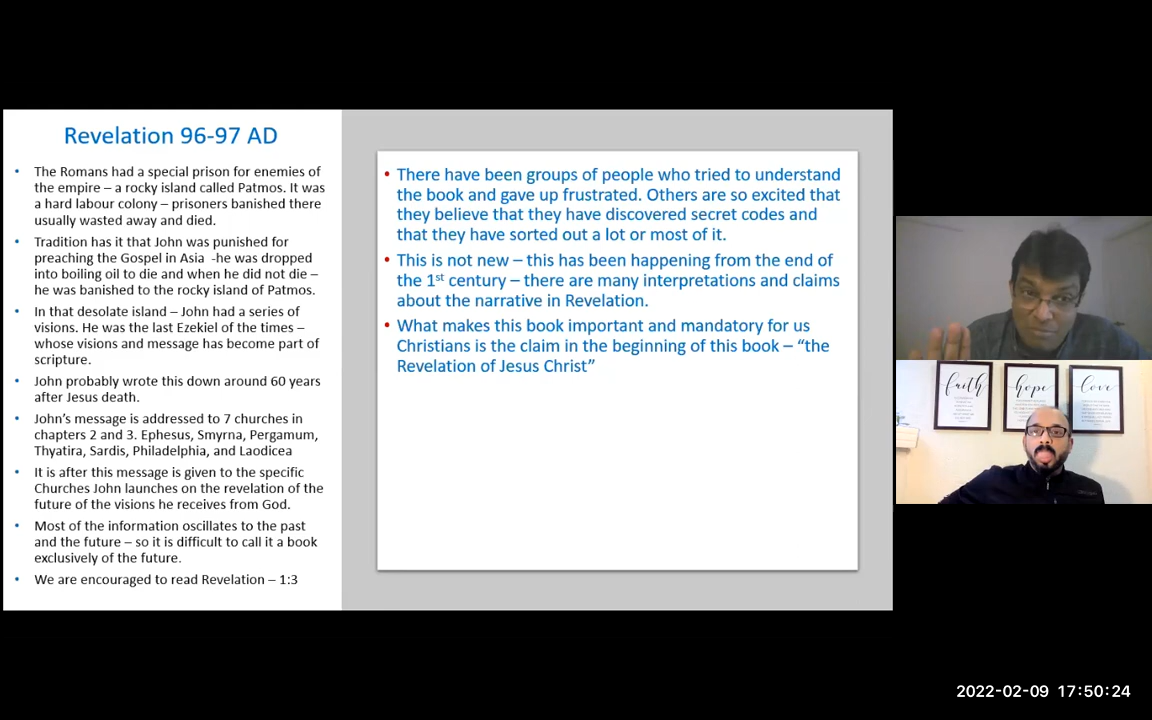 Revelation 96-97 AD
• The Romans had a special prison for enemies of
the empire – a rocky island called Patmos. It was
a hard labour colony – prisoners banished there
usually wasted away and died.
• Tradition has it that John was punished for
preaching the Gospel in Asia -he was dropped
into boiling oil to die and when he did not die –
he was banished to the rocky island of Patmos.
• In that desolate island – John had a series of
visions. He was the last Ezekiel of the times –
whose visions and message has become part of
scripture.
• John probably wrote this down around 60 years
after Jesus death.
• John's message is addressed to 7 churches in
chapters 2 and 3. Ephesus, Smyrna, Pergamum,
Thyatira, Sardis, Philadelphia, and Laodicea
• It is after this message is given to the specific
Churches John launches on the revelation of the
future of the visions he receives from God.
• Most of the information oscillates to the past
and the future – so it is difficult to call it a book
exclusively of the future.
• We are encouraged to read Revelation – 1:3
• There have been groups of people who tried to understand
the book and gave up frustrated. Others are so excited that
they believe that they have discovered secret codes and
that they have sorted out a lot or most of it.
• This is not new – this has been happening from the end of
the 1st century – there are many interpretations and claims
about the narrative in Revelation.
• What makes this book important and mandatory for us
Christians is the claim in the beginning of this book – “the
Revelation of Jesus Christ”
faith
hope
love
2022-02-09 17:50:24